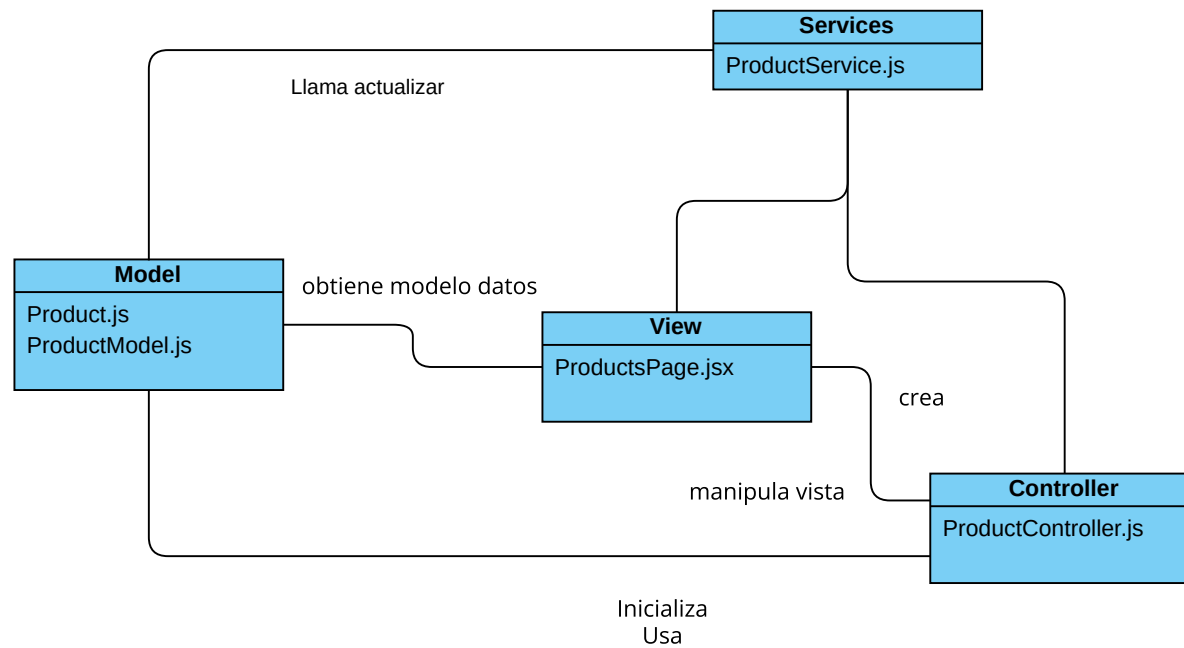 Services
ProductService.js
Llama actualizar
Model
Product.js
ProductModel.js
obtiene modelo datos
View
ProductsPage.jsx
crea
manipula vista
Controller
ProductController.js
Inicializa
Usa